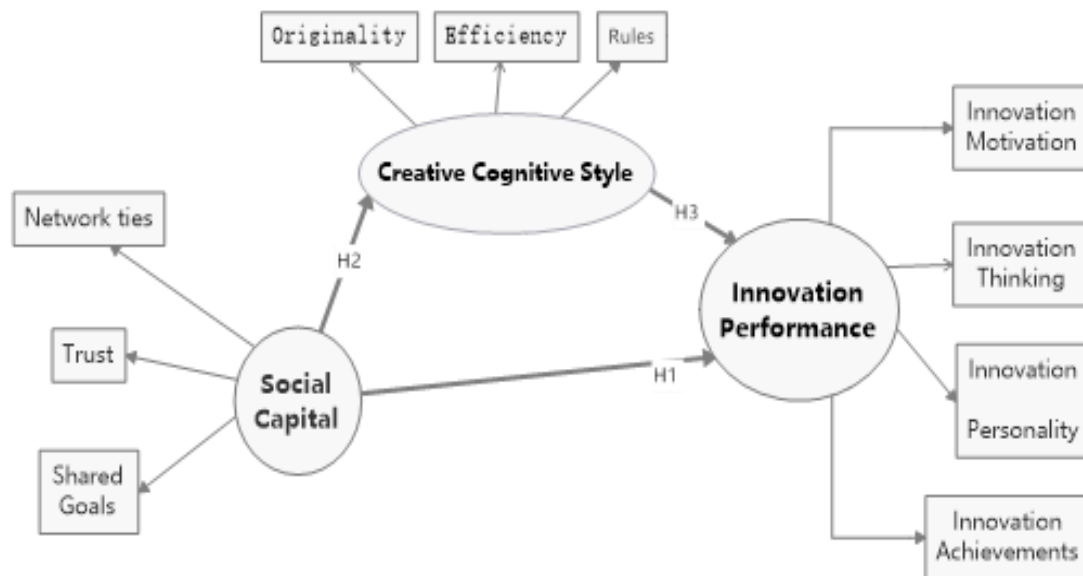 Originality
Efficiency
Rules
Creative Cognitive Style
Innovation
Motivation
Network ties
H2
H3
Innovation
Thinking
Innovation
Performance
Trust
Social
Capital
H1
Innovation
Personality
Shared
Goals
Innovation
Achievements